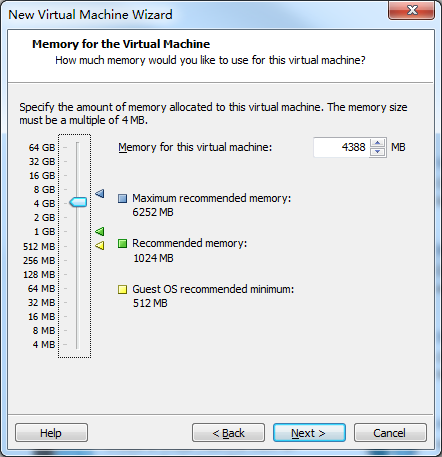 New Virtual Machine Wizard
Memory for the Virtual Machine
How much memory would you like to use for this virtual machine?
Specify the amount of memory allocated to this virtual machine. The memory size
must be a multiple of 4 MB.
64 GB
32 GB
16 GB
8 GB
4 GB
2 GB
1 GB
512 MB
256 MB
128 MB
64 MB
32 MB
16 MB
8 MB
4 MB
Memory for this virtual machine: 4388 MB
Maximum recommended memory:
6252 MB
Recommended memory:
1024 MB
Guest OS recommended minimum:
512 MB
Help < Back Next > Cancel